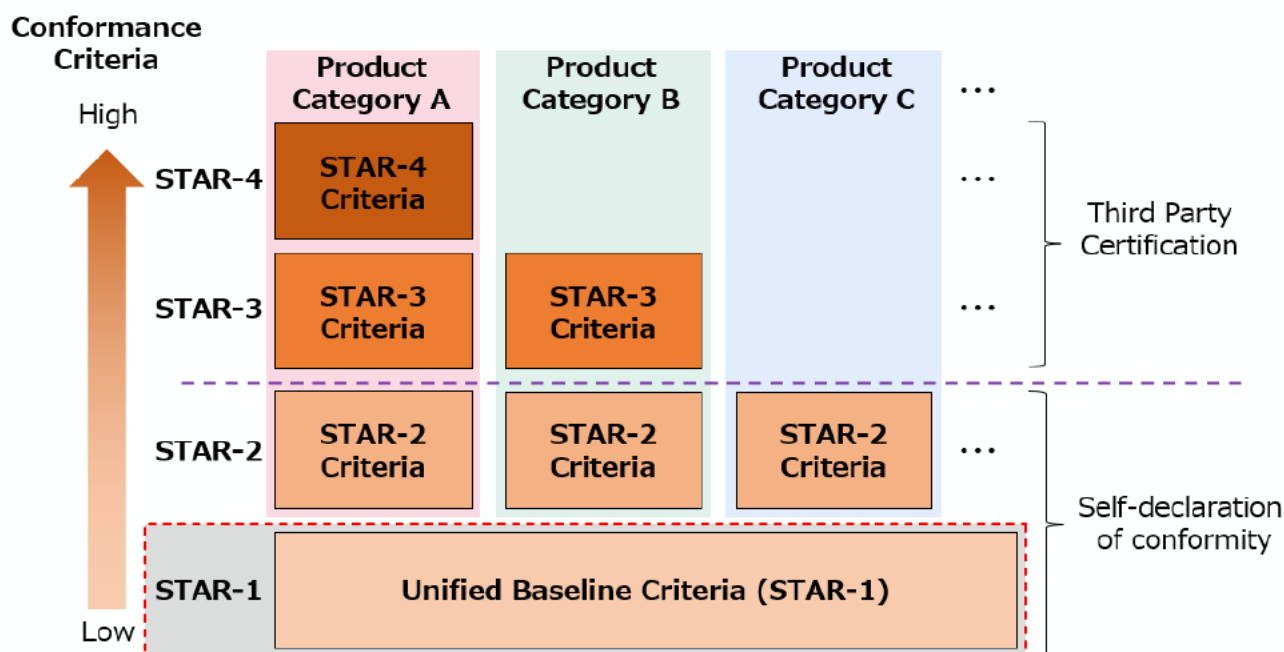 Conformance
Criteria
High
Low
Product
Category A
Product
Category B
Product
Category C
...
STAR-4
STAR-4
Criteria
...
STAR-3
STAR-3
Criteria
STAR-3
Criteria
...
Third Party
Certification
STAR-2
STAR-2
Criteria
STAR-2
Criteria
STAR-2
Criteria
...
STAR-1
Unified Baseline Criteria (STAR-1)
Self-declaration
of conformity